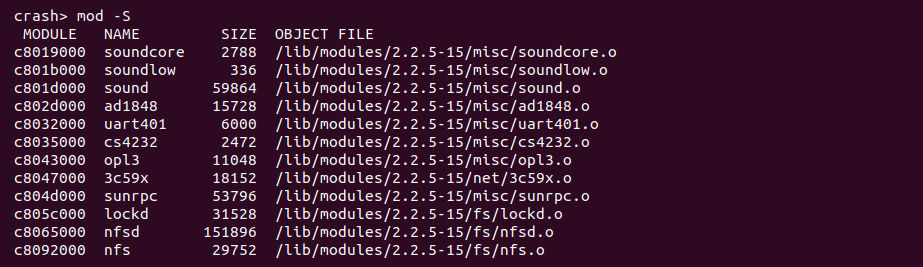 crash> mod -S
 MODULE   NAME         SIZE  OBJECT FILE
c8019000  soundcore    2788  /lib/modules/2.2.5-15/misc/soundcore.o
c801b000  soundlow      336  /lib/modules/2.2.5-15/misc/soundlow.o
c801d000  sound       59864  /lib/modules/2.2.5-15/misc/sound.o
c802d000  ad1848      15728  /lib/modules/2.2.5-15/misc/ad1848.o
c8032000  uart401      6000  /lib/modules/2.2.5-15/misc/uart401.o
c8035000  cs4232       2472  /lib/modules/2.2.5-15/misc/cs4232.o
c8043000  opl3        11048  /lib/modules/2.2.5-15/misc/opl3.o
c8047000  3c59x       18152  /lib/modules/2.2.5-15/net/3c59x.o
c804d000  sunrpc      53796  /lib/modules/2.2.5-15/misc/sunrpc.o
c805c000  lockd       31528  /lib/modules/2.2.5-15/fs/lockd.o
c8065000  nfsd       151896  /lib/modules/2.2.5-15/fs/nfsd.o
c8092000  nfs         29752  /lib/modules/2.2.5-15/fs/nfs.o